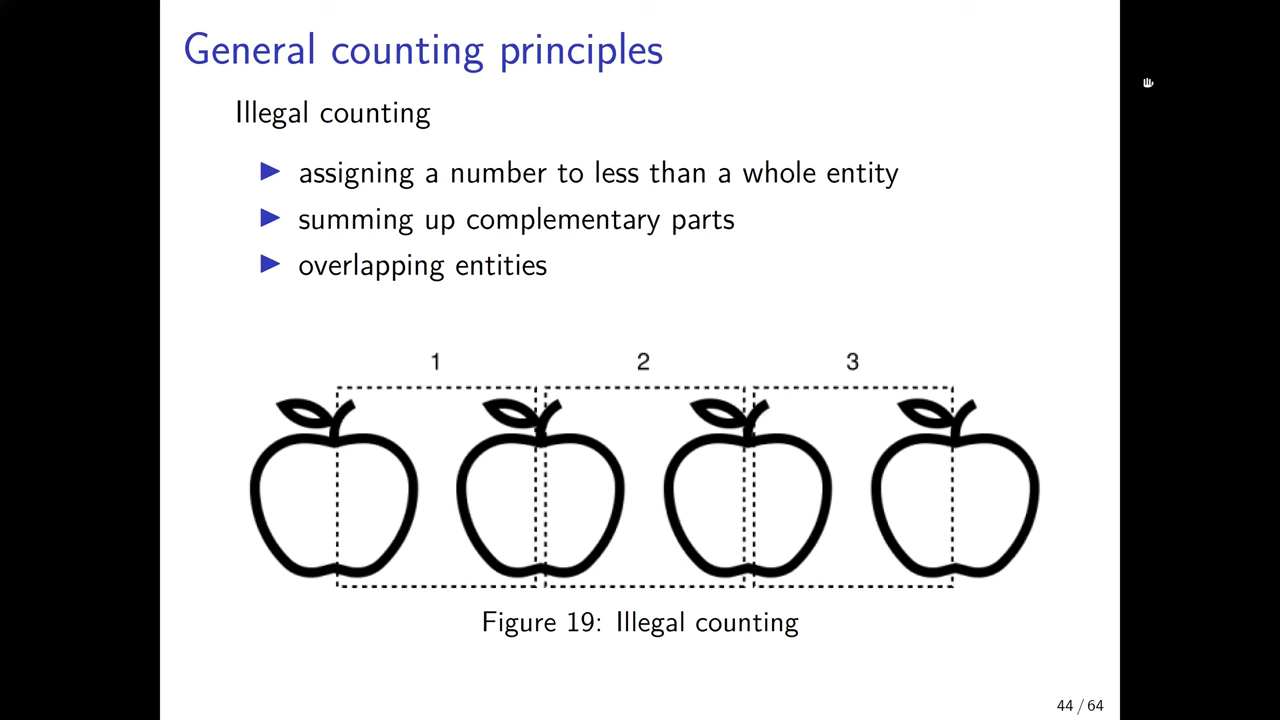 General counting principles
Illegal counting
assigning a number to less than a whole entity
summing up complementary parts
overlapping entities
1 2 3
Figure 19: Illegal counting
44 / 64